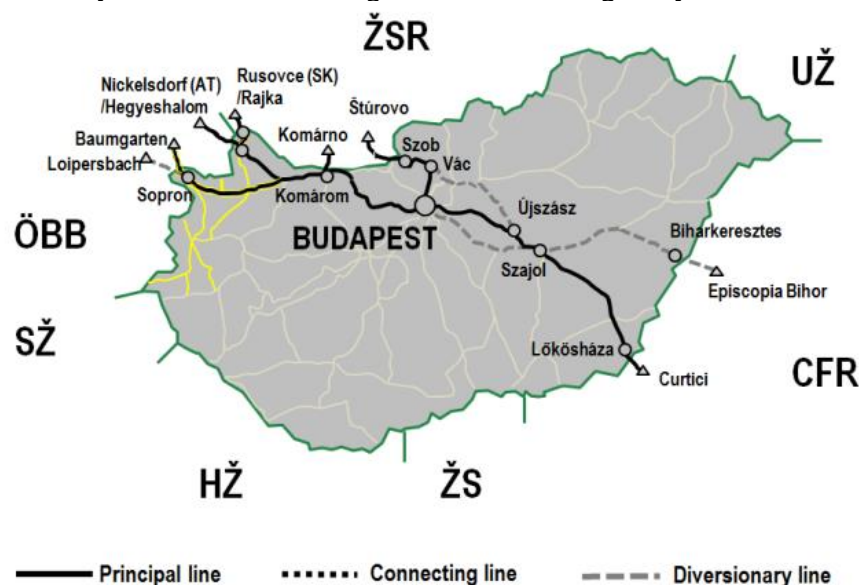 ŽSR
UŽ
Nickelsdorf (AT)
/Hegyeshalom
Rusovce (SK)
/Rajka
Baumgarten
Loipersbach
Komárno
Štúrovo
Szob
Vác
Sopron
Komárom
Újszász
BUDAPEST
Biharkeresztes
ÖBB
Szajol
Episcopia Bihor
SŽ
Lőkösháza
Curtici
CFR
HŽ
ŽS
Principal line
Connecting line
Diversionary line